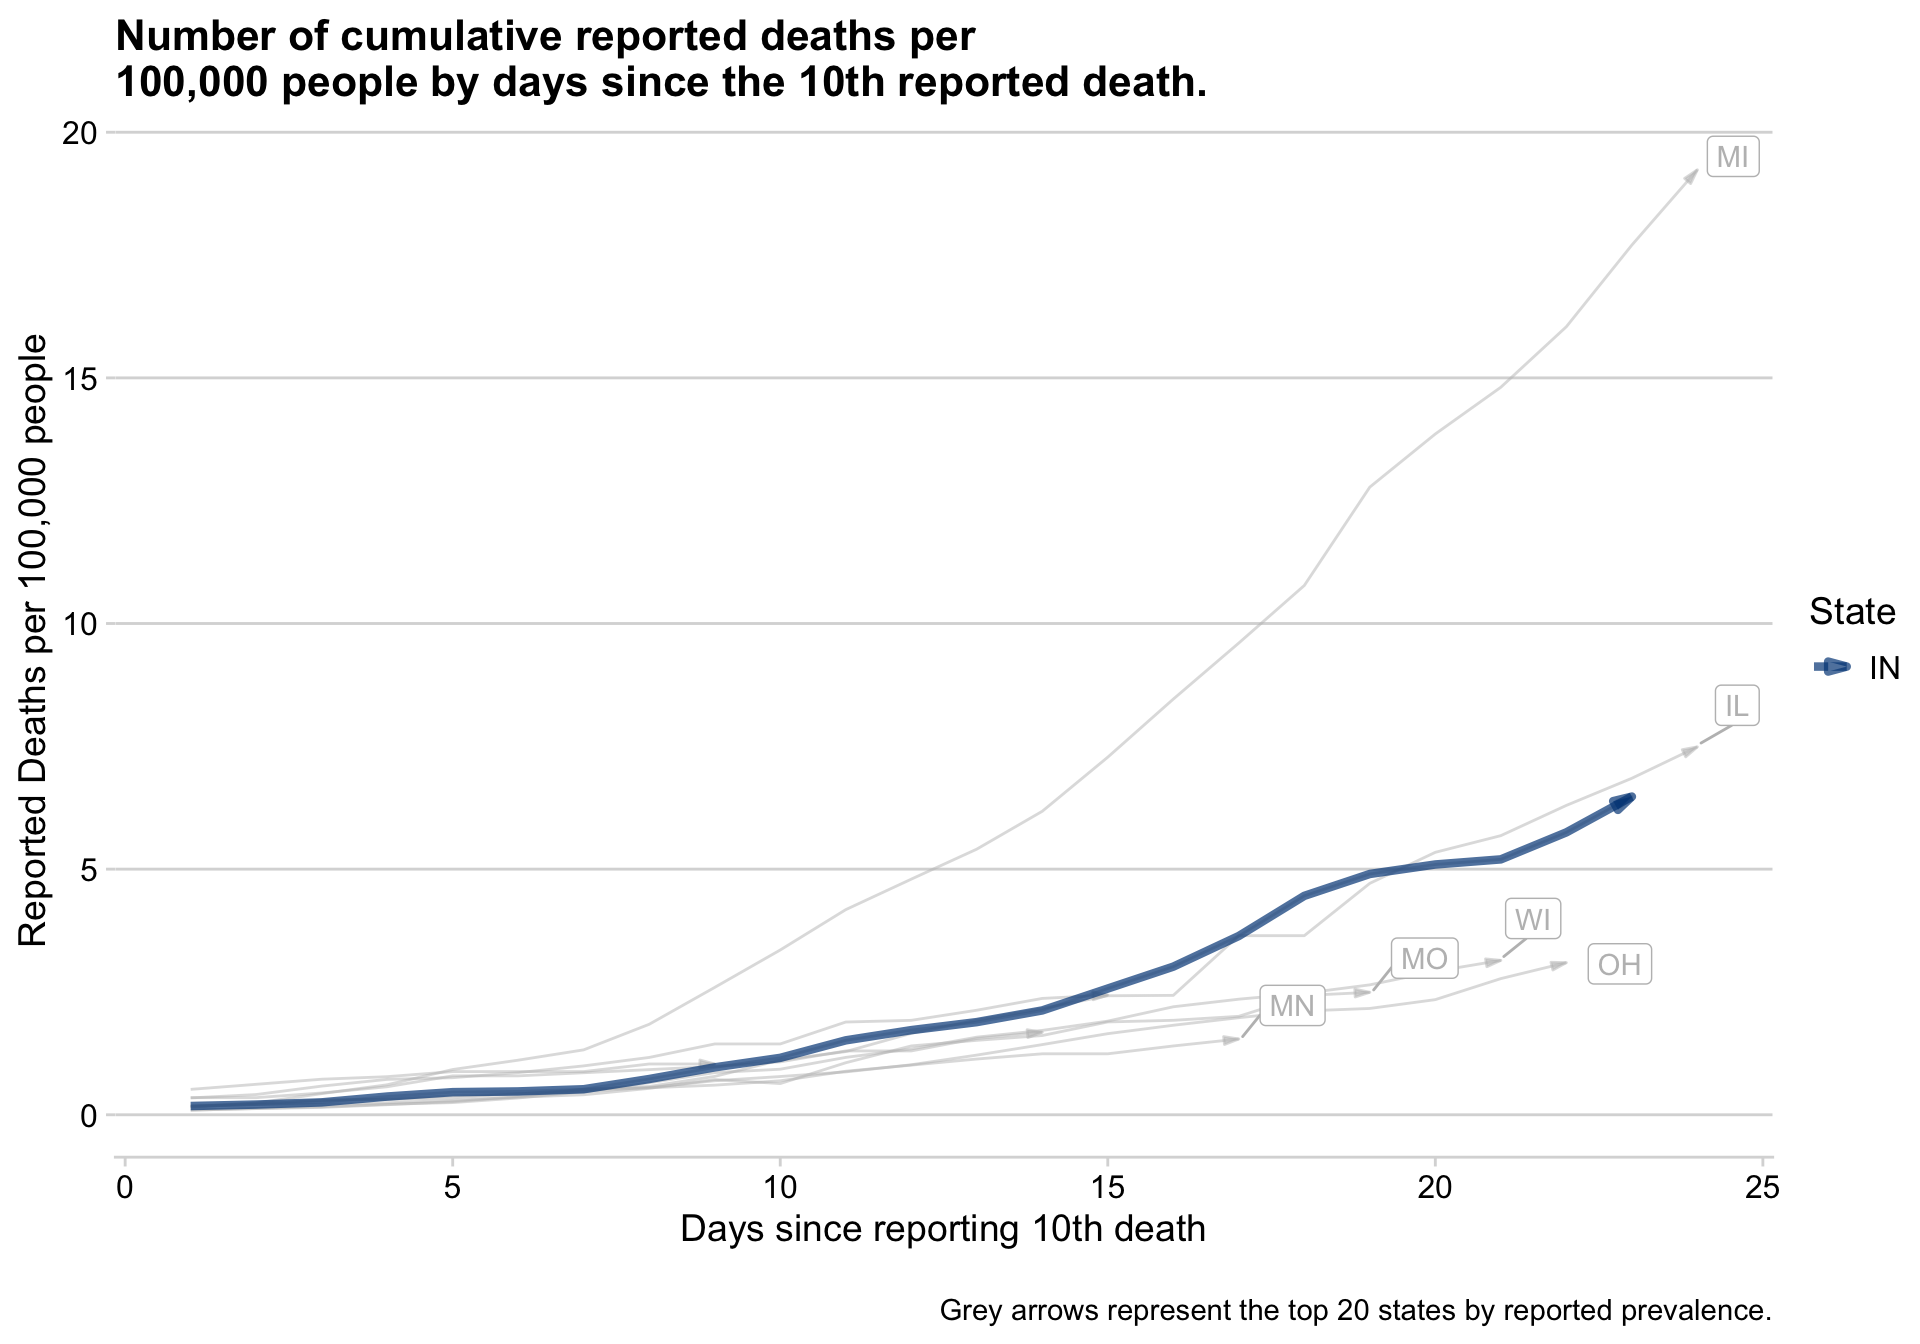 Number of cumulative reported deaths per
100,000 people by days since the 10th reported death.
Reported Deaths per 100,000 people
20
15
10
5
0
MI
IL
WI
MO
OH
MN
State
IN
0 5 10 15 20 25
Days since reporting 10th death
Grey arrows represent the top 20 states by reported prevalence.